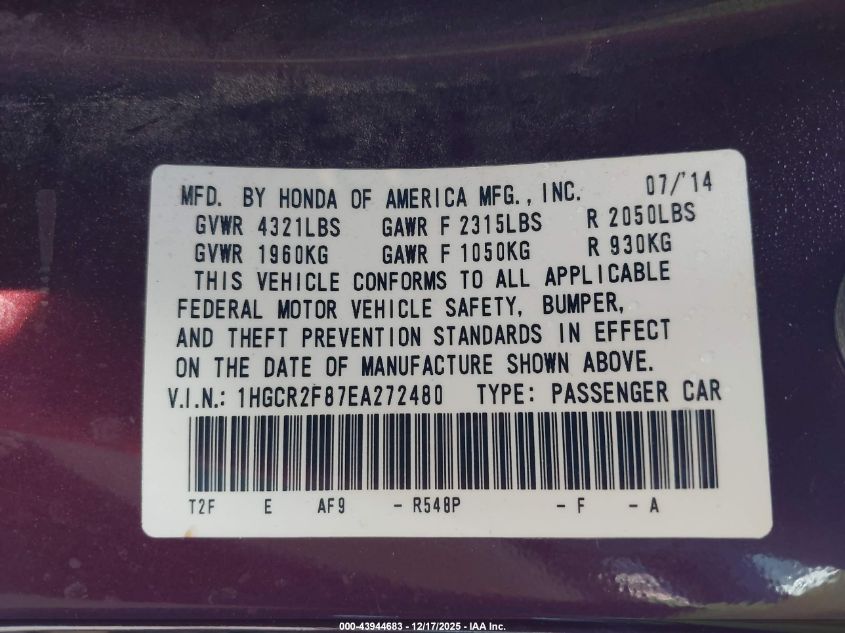 MFD. BY HONDA OF AMERICA MFG., INC. 07/'14
GVWR 4321LBS GAWR F 2315LBS R 2050LBS
GVWR 1960KG GAWR F 1050KG R 930KG
THIS VEHICLE CONFORMS TO ALL APPLICABLE
FEDERAL MOTOR VEHICLE SAFETY, BUMPER,
AND THEFT PREVENTION STANDARDS IN EFFECT
ON THE DATE OF MANUFACTURE SHOWN ABOVE.
V.I.N.: 1HGCR2F87EA272480 TYPE: PASSENGER CAR
T2F E AF9 - R548P - F - A
000-43944683 - 12/17/2025 - IAA Inc.